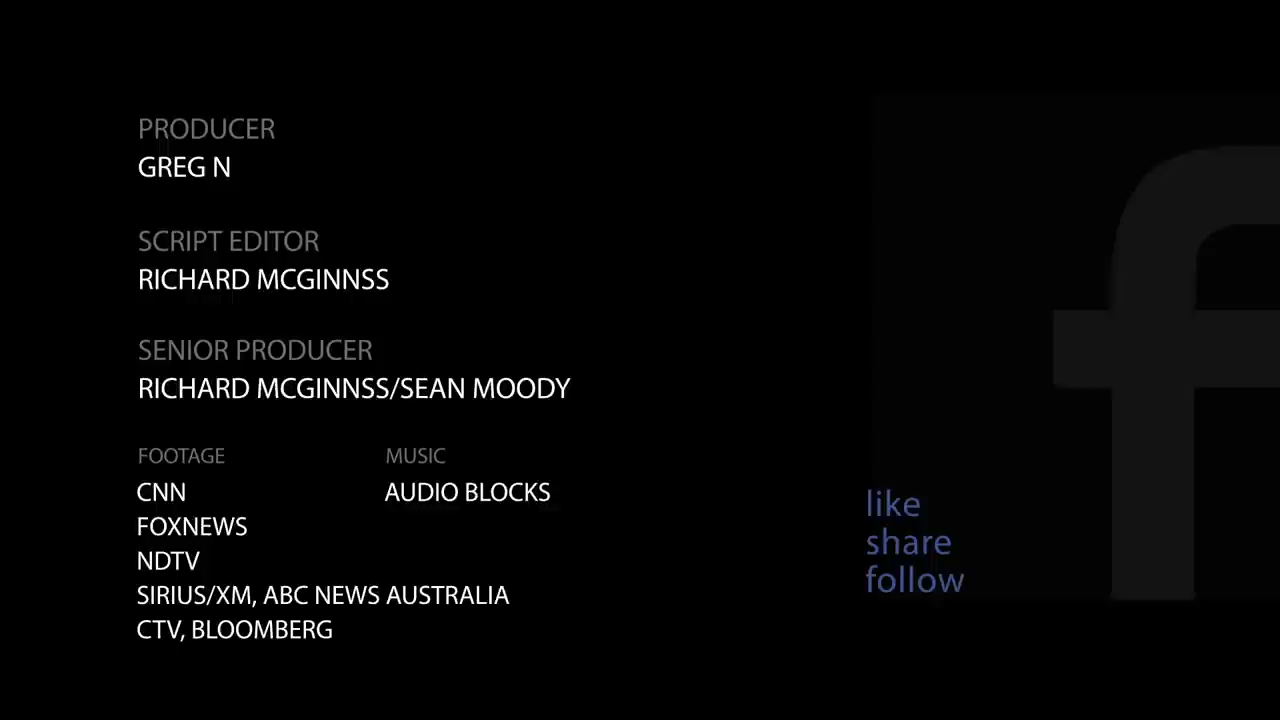 PRODUCER
GREG N
SCRIPT EDITOR
RICHARD MCGINNSS
SENIOR PRODUCER
RICHARD MCGINNSS/SEAN MOODY
FOOTAGE
CNN
FOXNEWS
NDTV
SIRIUS/XM, ABC NEWS AUSTRALIA
CTV, BLOOMBERG
MUSIC
AUDIO BLOCKS
like
share
follow
f